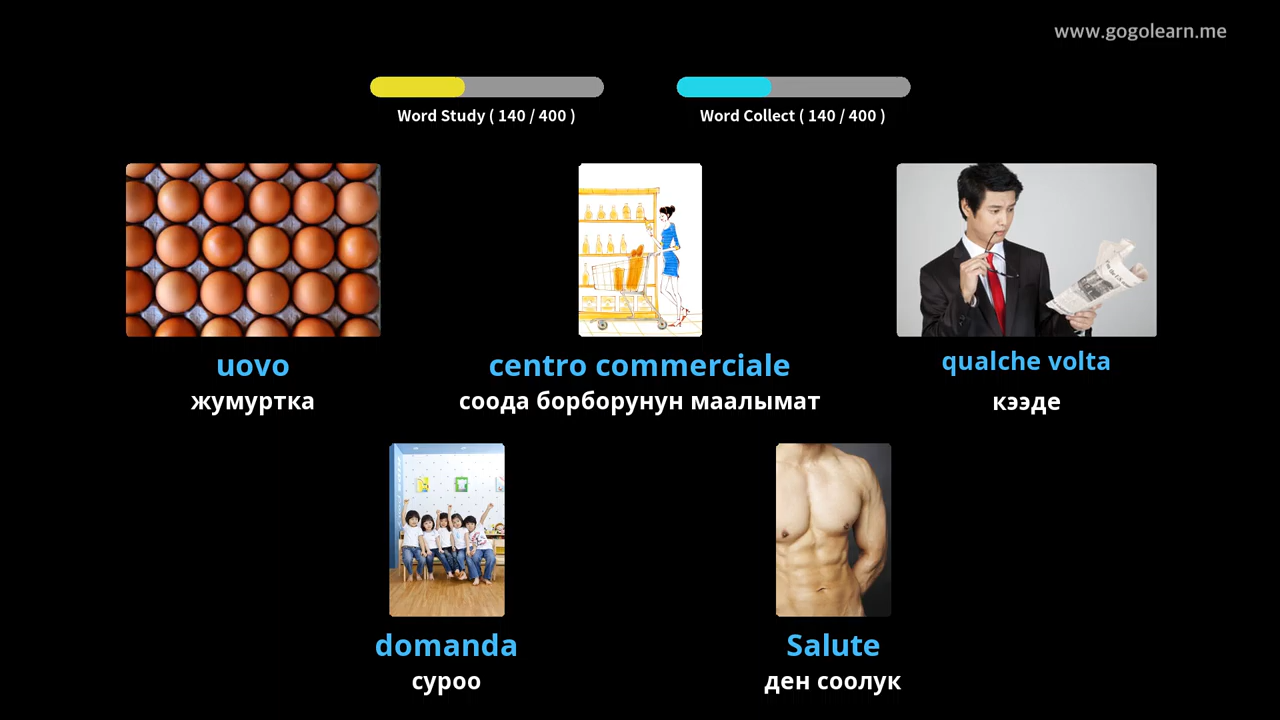 www.gogolearn.me
Word Study ( 140 / 400 )
Word Collect ( 140 / 400 )
uovo
жумуртка
centro commerciale
соода борборунун маалымат
qualche volta
кээде
domanda
суроо
Salute
ден соолук